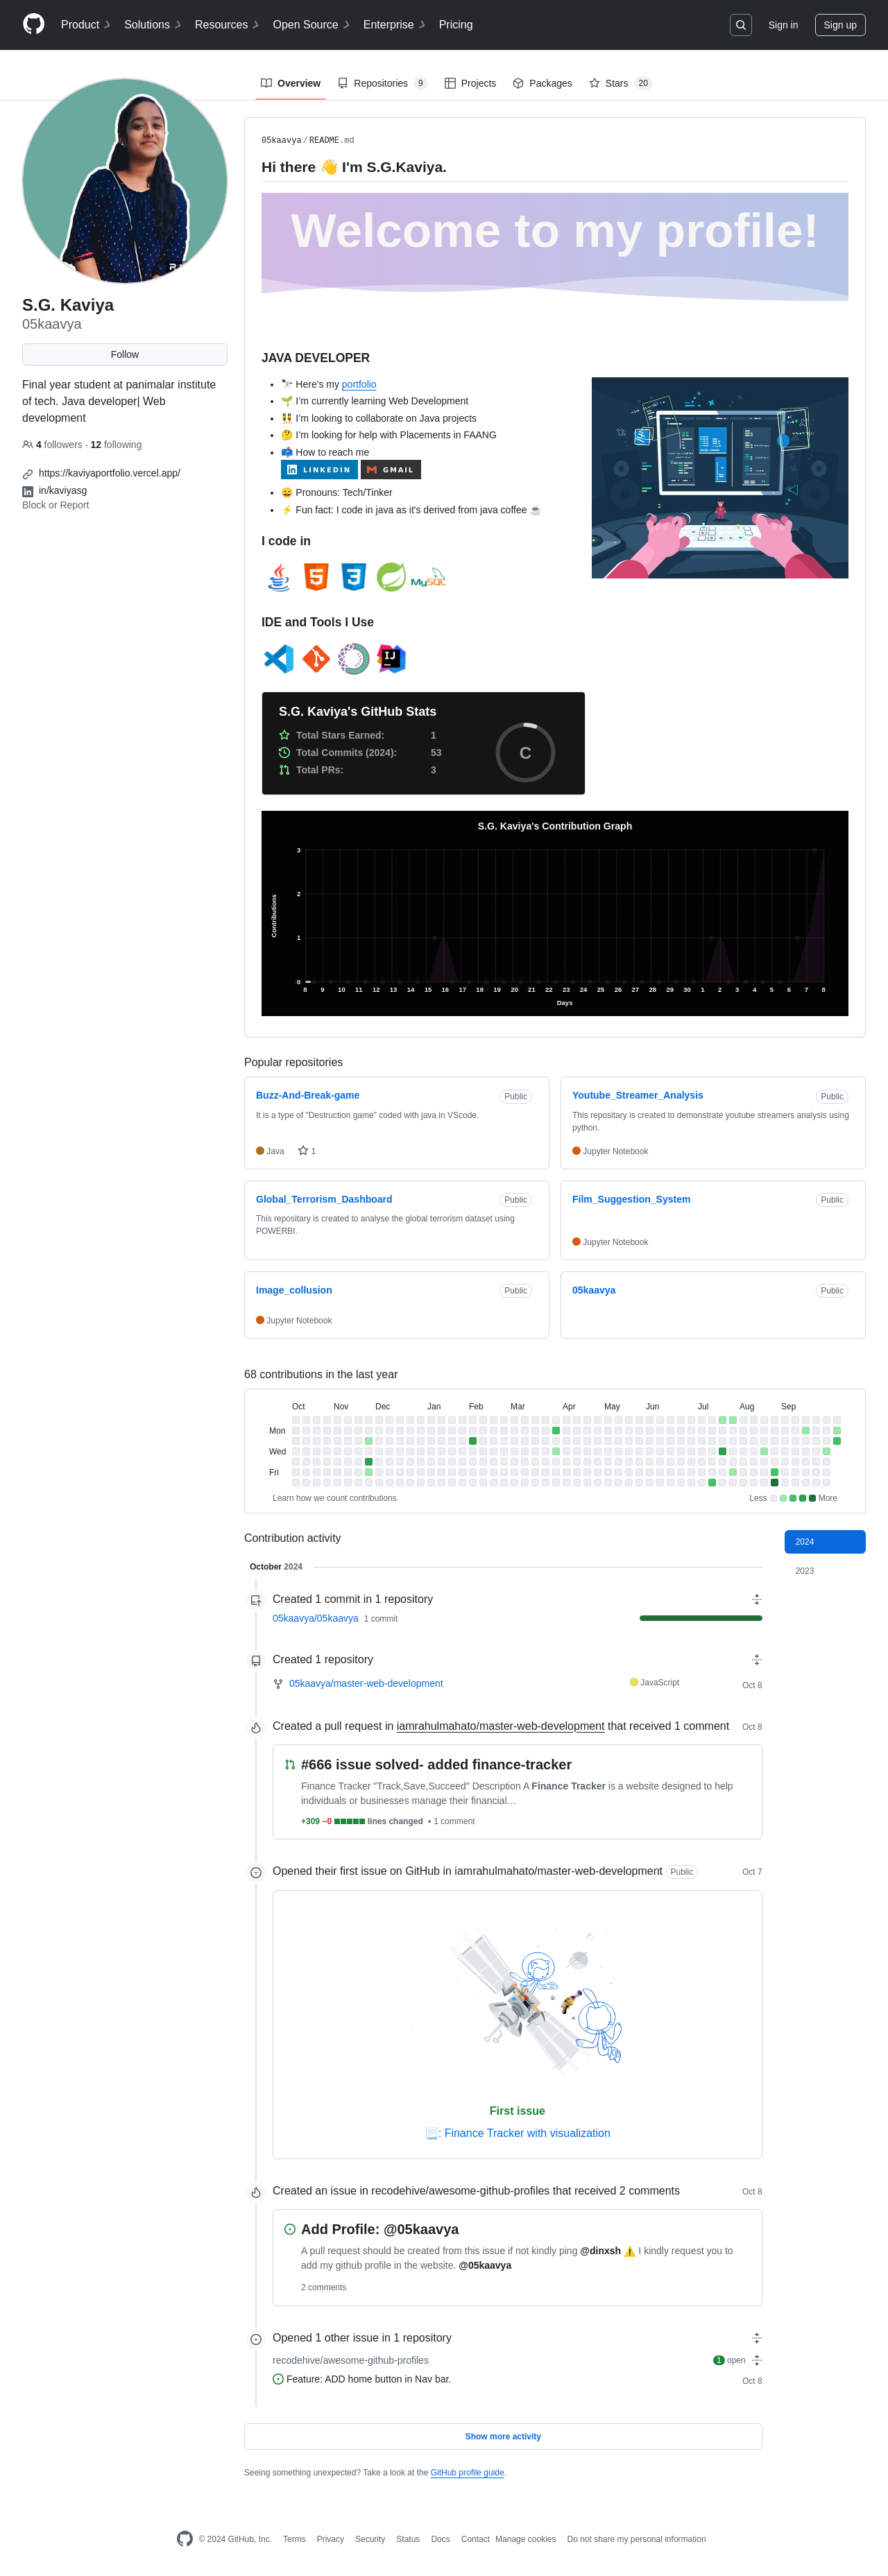 Product
Solutions
Resources
Open Source
Enterprise
Pricing
Sign in
Sign up
Overview
Repositories 9
Projects
Packages
Stars 20
S.G. Kaviya
05kaavya
Follow
Final year student at panimalar institute
of tech. Java developer| Web
development
4 followers · 12 following
https://kaviyaportfolio.vercel.app/
in/kaviyasg
Block or Report
05kaavya/README.md
Hi there 👋 I'm S.G.Kaviya.
Welcome to my profile!
JAVA DEVELOPER
🔭 Here's my portfolio
🌱 I'm currently learning Web Development
👯 I'm looking to collaborate on Java projects
🤔 I'm looking for help with Placements in FAANG
📫 How to reach me
LINKEDIN GMAIL
😄 Pronouns: Tech/Tinker
⚡ Fun fact: I code in java as it's derived from java coffee ☕
I code in
Java
MySQL
IDE and Tools I Use
IJ
S.G. Kaviya's GitHub Stats
Total Stars Earned: 1
Total Commits (2024): 53
Total PRs: 3
C
S.G. Kaviya's Contribution Graph
Contributions
3
2
1
0
8 9 10 11 12 13 14 15 16 17 18 19 20 21 22 23 24 25 26 27 28 29 30 1 2 3 4 5 6 7 8
Days
Popular repositories
Buzz-And-Break-game Public
It is a type of "Destruction game" coded with java in VScode.
Java 1
Youtube_Streamer_Analysis Public
This repositary is created to demonstrate youtube streamers analysis using
python.
Jupyter Notebook
Global_Terrorism_Dashboard Public
This repositary is created to analyse the global terrorism dataset using
POWERBI.
Film_Suggestion_System Public
Jupyter Notebook
Image_collusion Public
Jupyter Notebook
05kaavya Public
68 contributions in the last year
Oct Nov Dec Jan Feb Mar Apr May Jun Jul Aug Sep
Mon
Wed
Fri
Learn how we count contributions
Less More
Contribution activity
2024
2023
October 2024
Created 1 commit in 1 repository
05kaavya/05kaavya 1 commit
Created 1 repository
05kaavya/master-web-development JavaScript Oct 8
Created a pull request in iamrahulmahato/master-web-development that received 1 comment Oct 8
#666 issue solved- added finance-tracker
Finance Tracker "Track,Save,Succeed" Description A Finance Tracker is a website designed to help
individuals or businesses manage their financial…
+309 −0 lines changed • 1 comment
Opened their first issue on GitHub in iamrahulmahato/master-web-development Public Oct 7
First issue
📃: Finance Tracker with visualization
Created an issue in recodehive/awesome-github-profiles that received 2 comments Oct 8
Add Profile: @05kaavya
A pull request should be created from this issue if not kindly ping @dinxsh ⚠️ I kindly request you to
add my github profile in the website. @05kaavya
2 comments
Opened 1 other issue in 1 repository
recodehive/awesome-github-profiles 1 open
Feature: ADD home button in Nav bar. Oct 8
Show more activity
Seeing something unexpected? Take a look at the GitHub profile guide.
© 2024 GitHub, Inc.
Terms
Privacy
Security
Status
Docs
Contact
Manage cookies
Do not share my personal information